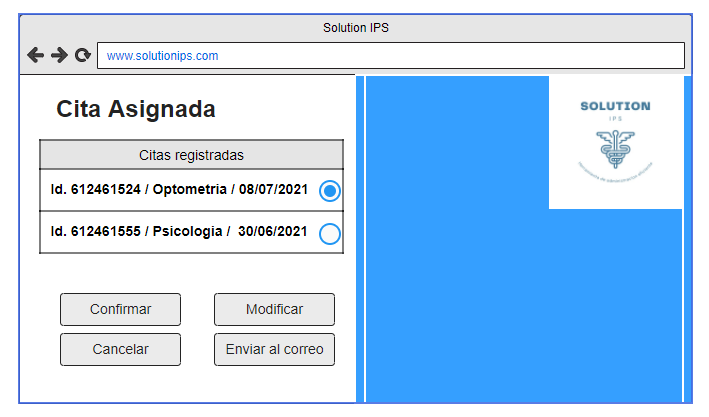 Solution IPS
www.solutionips.com
Cita Asignada
Citas registradas
Id. 612461524 / Optometria / 08/07/2021
Id. 612461555 / Psicologia / 30/06/2021
Confirmar
Modificar
Cancelar
Enviar al correo
SOLUTION
IPS